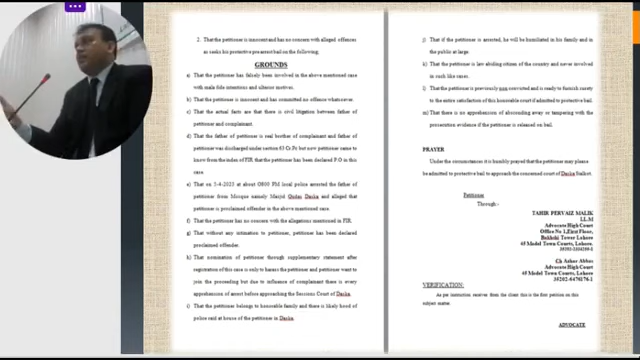 2. That the petitioner is innocent and has no concern with alleged offences
as seeks his protective pre arrest bail on the following;
GROUNDS
a) That the petitioner has falsely been involved in the above mentioned case
with mala fide intentions and ulterior motives.
b) That the petitioner is innocent and has committed no offence whatsoever.
c) That the actual facts are that there is civil litigation between father of
petitioner and complainant.
d) That the father of petitioner is real brother of complainant and father of
petitioner was discharged under section 63 Cr.Pc but now petitioner came to
know from the index of FIR that the petitioner has been declared P.O in this
case.
e) That on 5-4-2023 at about 0800 PM local police arrested the father of
petitioner from Mosque namely Masjid Qudas Daska and alleged that
petitioner is proclaimed offender in the above mentioned case.
f) That the petitioner has no concern with the allegations mentioned in FIR.
g) That without any intimation to petitioner, petitioner has been declared
proclaimed offender.
h) That nomination of petitioner through supplementary statement after
registration of this case is only to harass the petitioner and petitioner want to
join the proceeding but due to influence of complainant there is every
apprehension of arrest before approaching the Sessions Court of Daska.
i) That the petitioner belongs to honorable family and there is likely hood of
police raid at house of the petitioner in Daska.
j) That if the petitioner is arrested, he will be humiliated in his family and in
the public at large.
k) That the petitioner is law abiding citizen of the country and never involved
in such like cases.
l) That the petitioner is previously non convicted and is ready to furnish surety
to the entire satisfaction of this honorable court if admitted to protective bail.
m) That there is no apprehension of absconding away or tampering with the
prosecution evidence if the petitioner is released on bail.
PRAYER
Under the circumstances it is humbly prayed that the petitioner may please
be admitted to protective bail to approach the concerned court of Daska Sialkot.
Petitioner
Through -
TAHIR PERVAIZ MALIK
LL.M
Advocate High Court
Office No 1, First Floor,
Tower Lahore
45 Model Town Courts, Lahore.
Ch Azhar Abbas
Advocate High Court
45 Model Town Courts, Lahore
35202-6470176-1
VERIFICATION:
As per instruction receives from the client this is the first petition on this
subject matter.
ADVOCATE